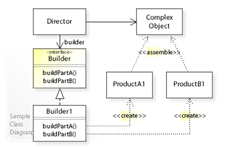 Director
Complex
Object
builder
«interface»
Builder
buildPartA()
buildPartB()
<<assemble>>
ProductA1
ProductB1
Builder1
<<create>>
<<create>>
buildPartA()
buildPartB()
Sample
Class
Diagram